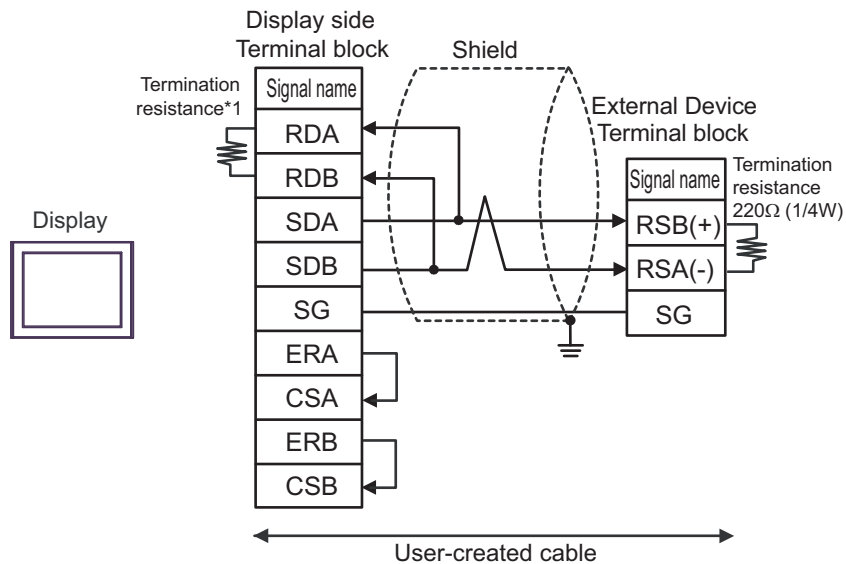 Display side
Terminal block
Shield
Termination
resistance*1
Signal name
RDA
RDB
SDA
SDB
SG
ERA
CSA
ERB
CSB
External Device
Terminal block
Signal name
RSB(+)
RSA(-)
SG
Termination
resistance
220Ω (1/4W)
Display
User-created cable